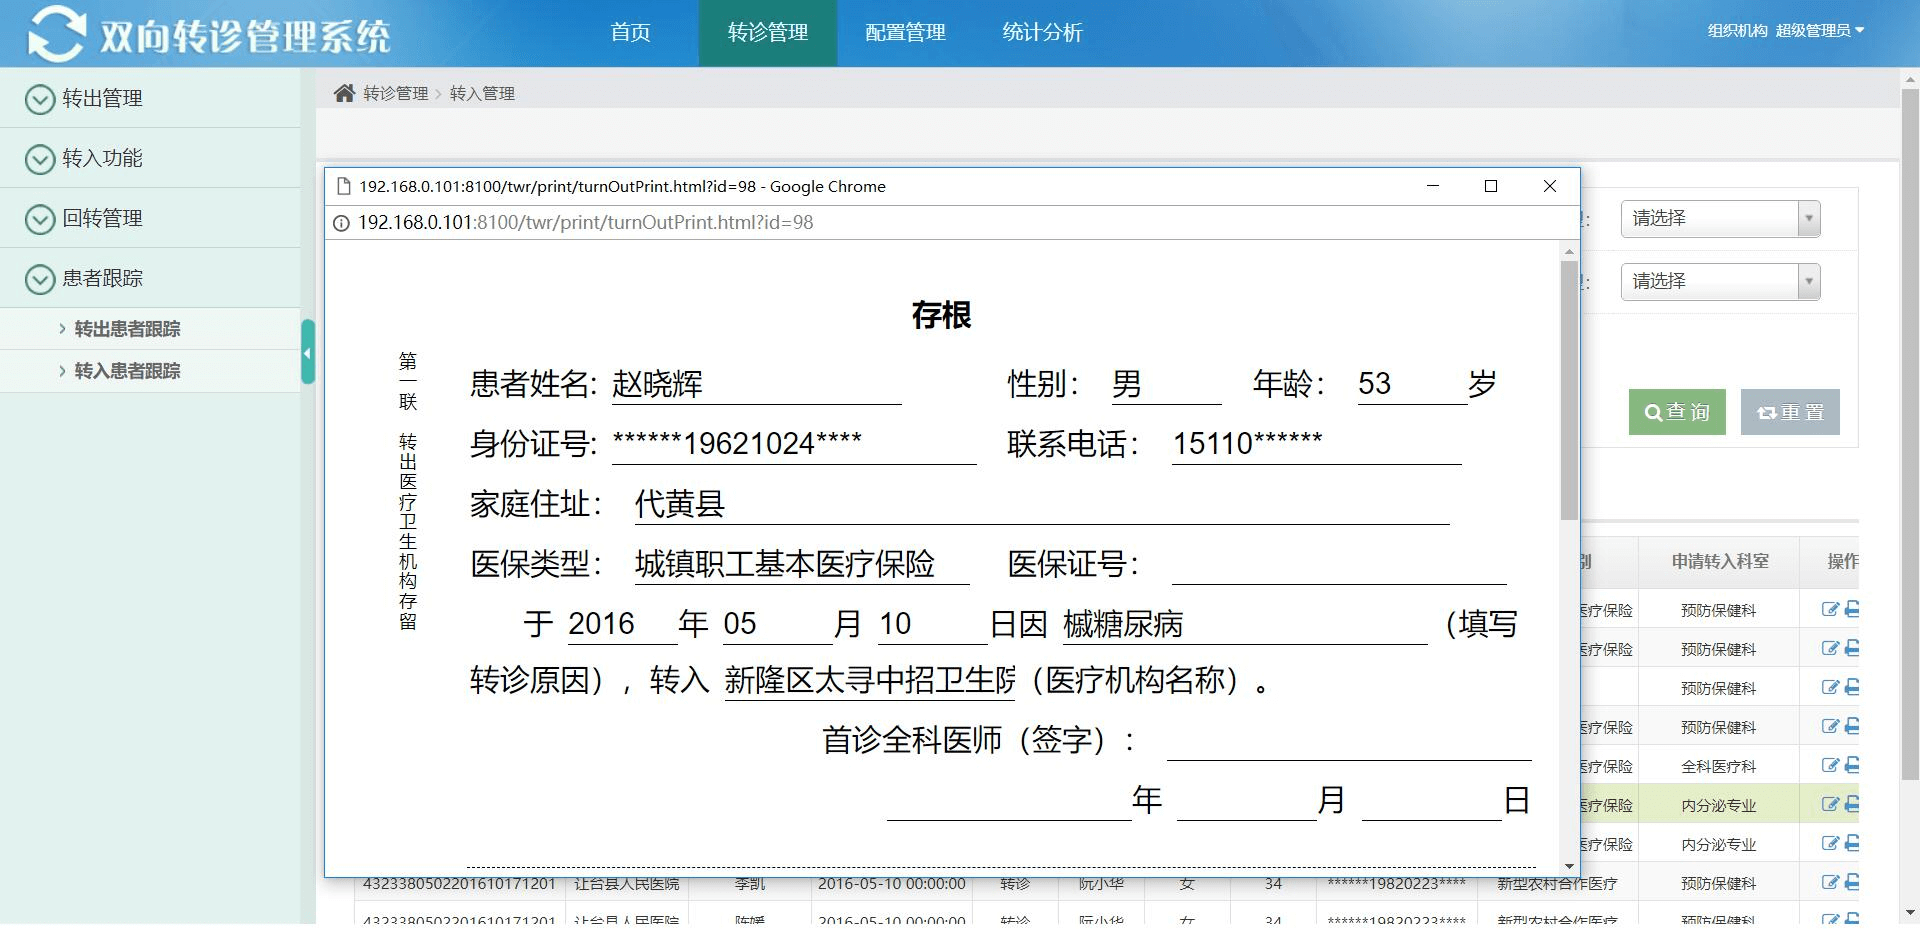 双向转诊管理系统
首页 转诊管理 配置管理 统计分析
组织机构 超级管理员
转出管理
转入功能
回转管理
患者跟踪
转出患者跟踪
转入患者跟踪
转诊管理 > 转入管理
192.168.0.101:8100/twr/print/turnOutPrint.html?id=98 - Google Chrome
192.168.0.101:8100/twr/print/turnOutPrint.html?id=98
存根
第一联 转出医疗卫生机构存留
患者姓名: 赵晓辉 性别： 男 年龄： 53 岁
身份证号: ******19621024**** 联系电话： 15110******
家庭住址： 代黄县
医保类型： 城镇职工基本医疗保险 医保证号：
于 2016 年 05 月 10 日因 槭糖尿病 （填写
转诊原因），转入 新隆区太寻中招卫生院（医疗机构名称）。
首诊全科医师（签字）：
年 月 日
请选择
请选择
查询 重置
别 申请转入科室 操作
医疗保险 预防保健科
医疗保险 预防保健科
预防保健科
医疗保险 预防保健科
医疗保险 全科医疗科
医疗保险 内分泌专业
医疗保险 内分泌专业
4323380502201610171201 让台县人民医院 李凯 2016-05-10 00:00:00 转诊 阮小华 女 34 ******19820223**** 新型农村合作医疗 预防保健科
4323380502201610171201 让台县人民医院 陈媛 2016-05-10 00:00:00 转诊 阮小华 女 34 ******19820223**** 新型农村合作医疗 预防保健科